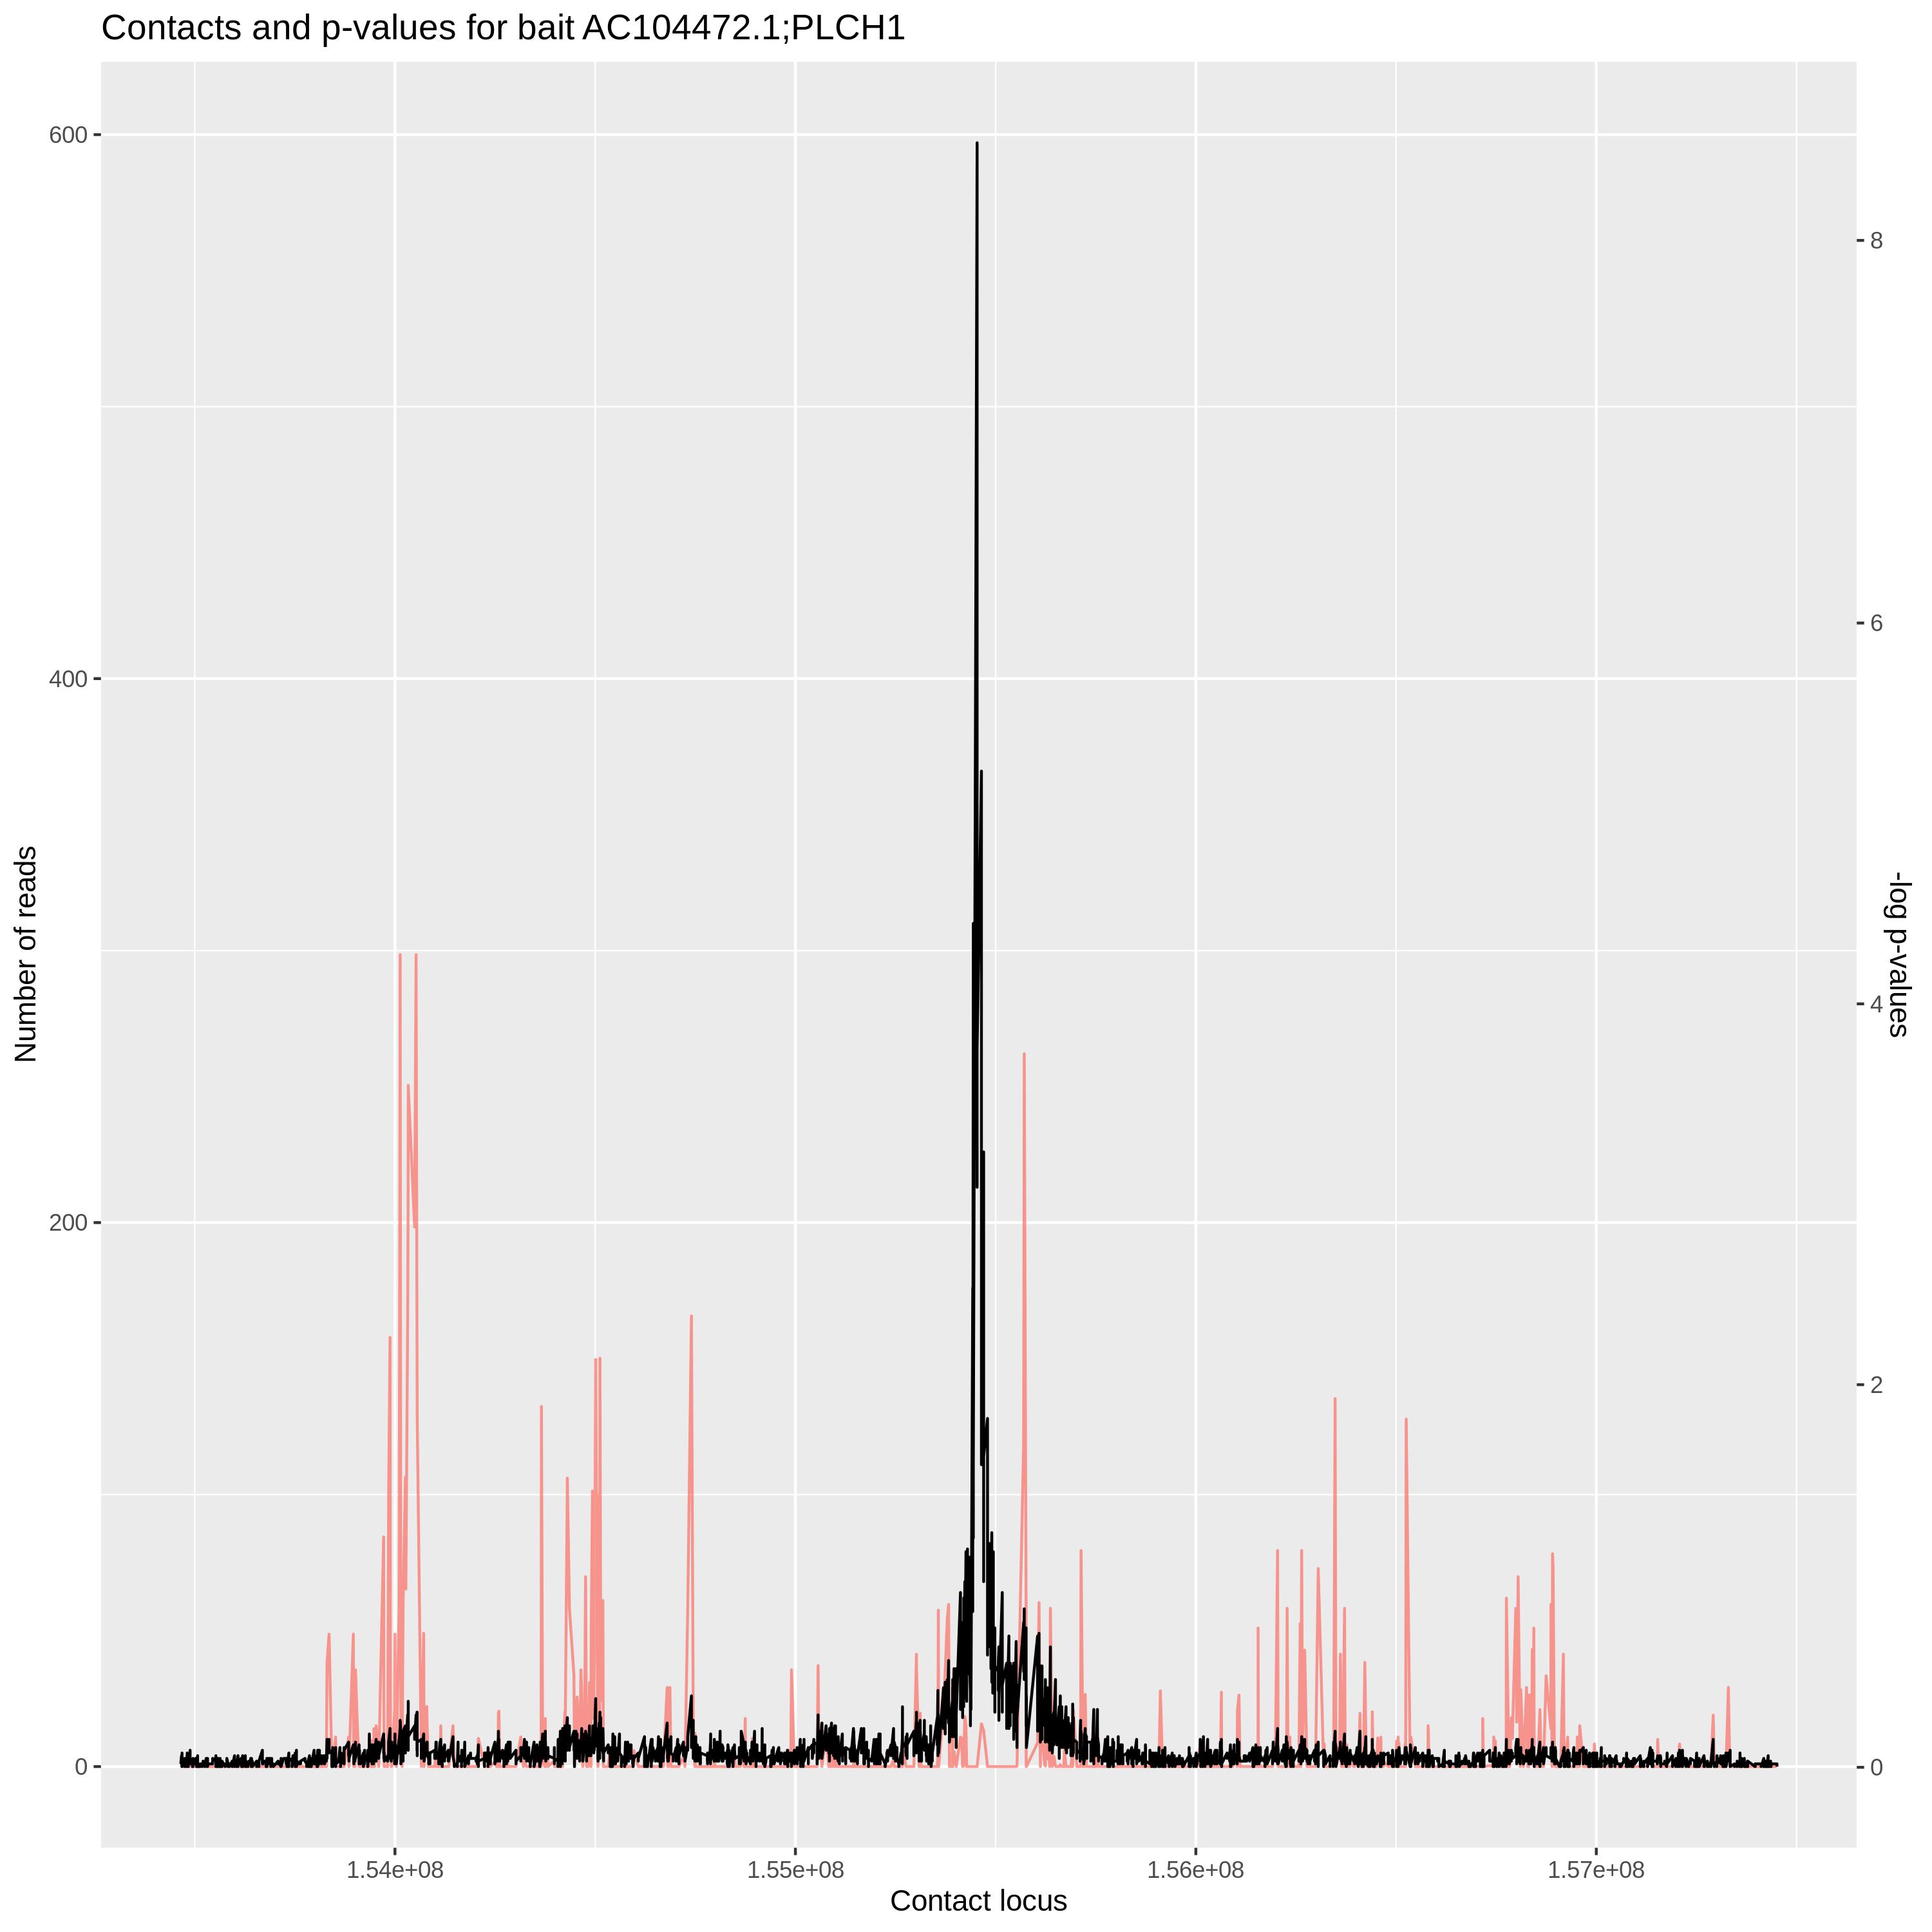 Contacts and p-values for bait AC104472.1;PLCH1
600
400
200
0
8
6
4
2
0
Number of reads
-log p-values
1.54e+08
1.55e+08
1.56e+08
1.57e+08
Contact locus